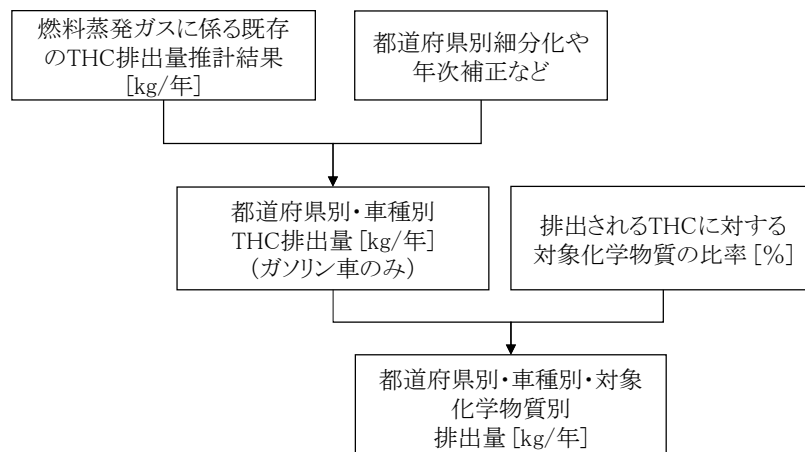 燃料蒸発ガスに係る既存
のTHC排出量推計結果
[kg/年]
都道府県別細分化や
年次補正など
都道府県別・車種別
THC排出量[kg/年]
(ガソリン車のみ)
排出されるTHCに対する
対象化学物質の比率[%]
都道府県別・車種別・対象
化学物質別
排出量[kg/年]